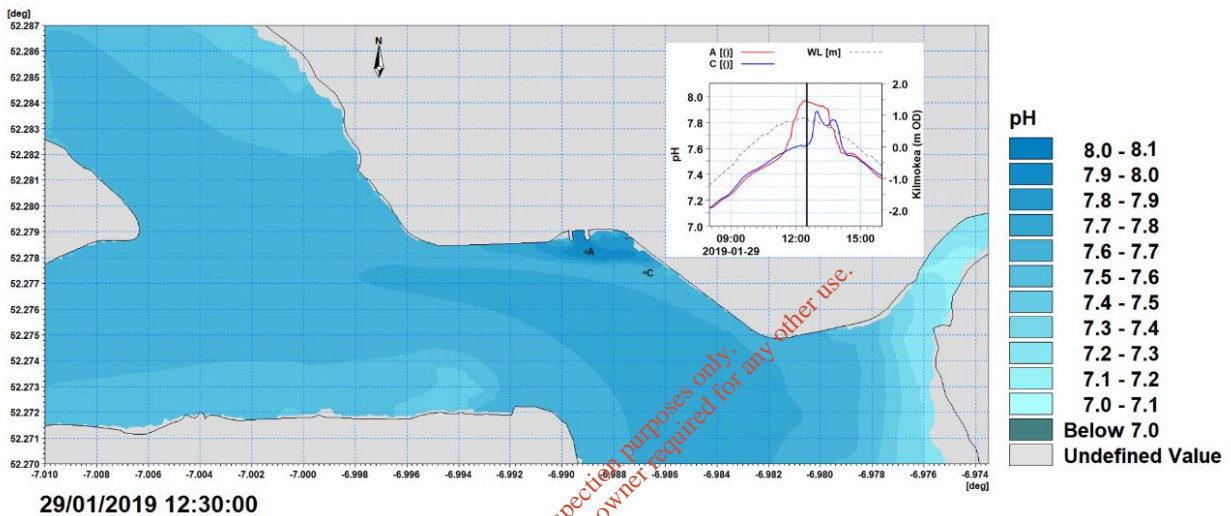 [deg]
52.287
52.286
52.285
52.284
52.283
52.282
52.281
52.280
52.279
52.278
52.277
52.276
52.275
52.274
52.273
52.272
52.271
52.270
-7.010 -7.008 -7.006 -7.004 -7.002 -7.000 -6.998 -6.996 -6.994 -6.992 -6.990 -6.988 -6.986 -6.984 -6.982 -6.980 -6.978 -6.976 -6.974
[deg]
29/01/2019 12:30:00
N
A
C
A [()] WL [m]
C [()]
8.0
7.8
7.6
7.4
7.2
7.0
pH
2.0
1.0
0.0
-1.0
-2.0
Kilmokea (m OD)
09:00 12:00 15:00
2019-01-29
pH
8.0 - 8.1
7.9 - 8.0
7.8 - 7.9
7.7 - 7.8
7.6 - 7.7
7.5 - 7.6
7.4 - 7.5
7.3 - 7.4
7.2 - 7.3
7.1 - 7.2
7.0 - 7.1
Below 7.0
Undefined Value
inspection purposes only.
owner required for any other use.